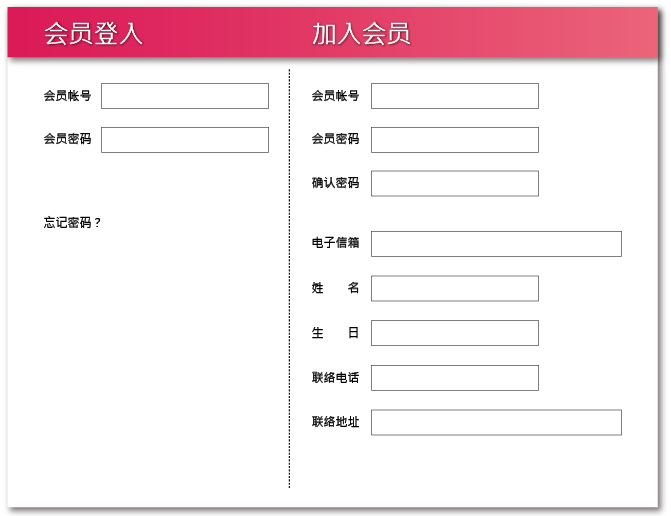 会员登入
会员帐号
会员密码
忘记密码？
加入会员
会员帐号
会员密码
确认密码
电子信箱
姓　　名
生　　日
联络电话
联络地址